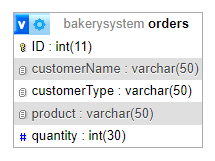 v bakerysystem orders
ID : int(11)
customerName : varchar(50)
customerType : varchar(50)
product : varchar(50)
# quantity : int(30)